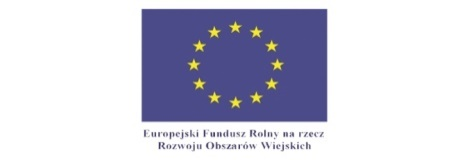 Europejski Fundusz Rolny na rzecz
Rozwoju Obszarów Wiejskich